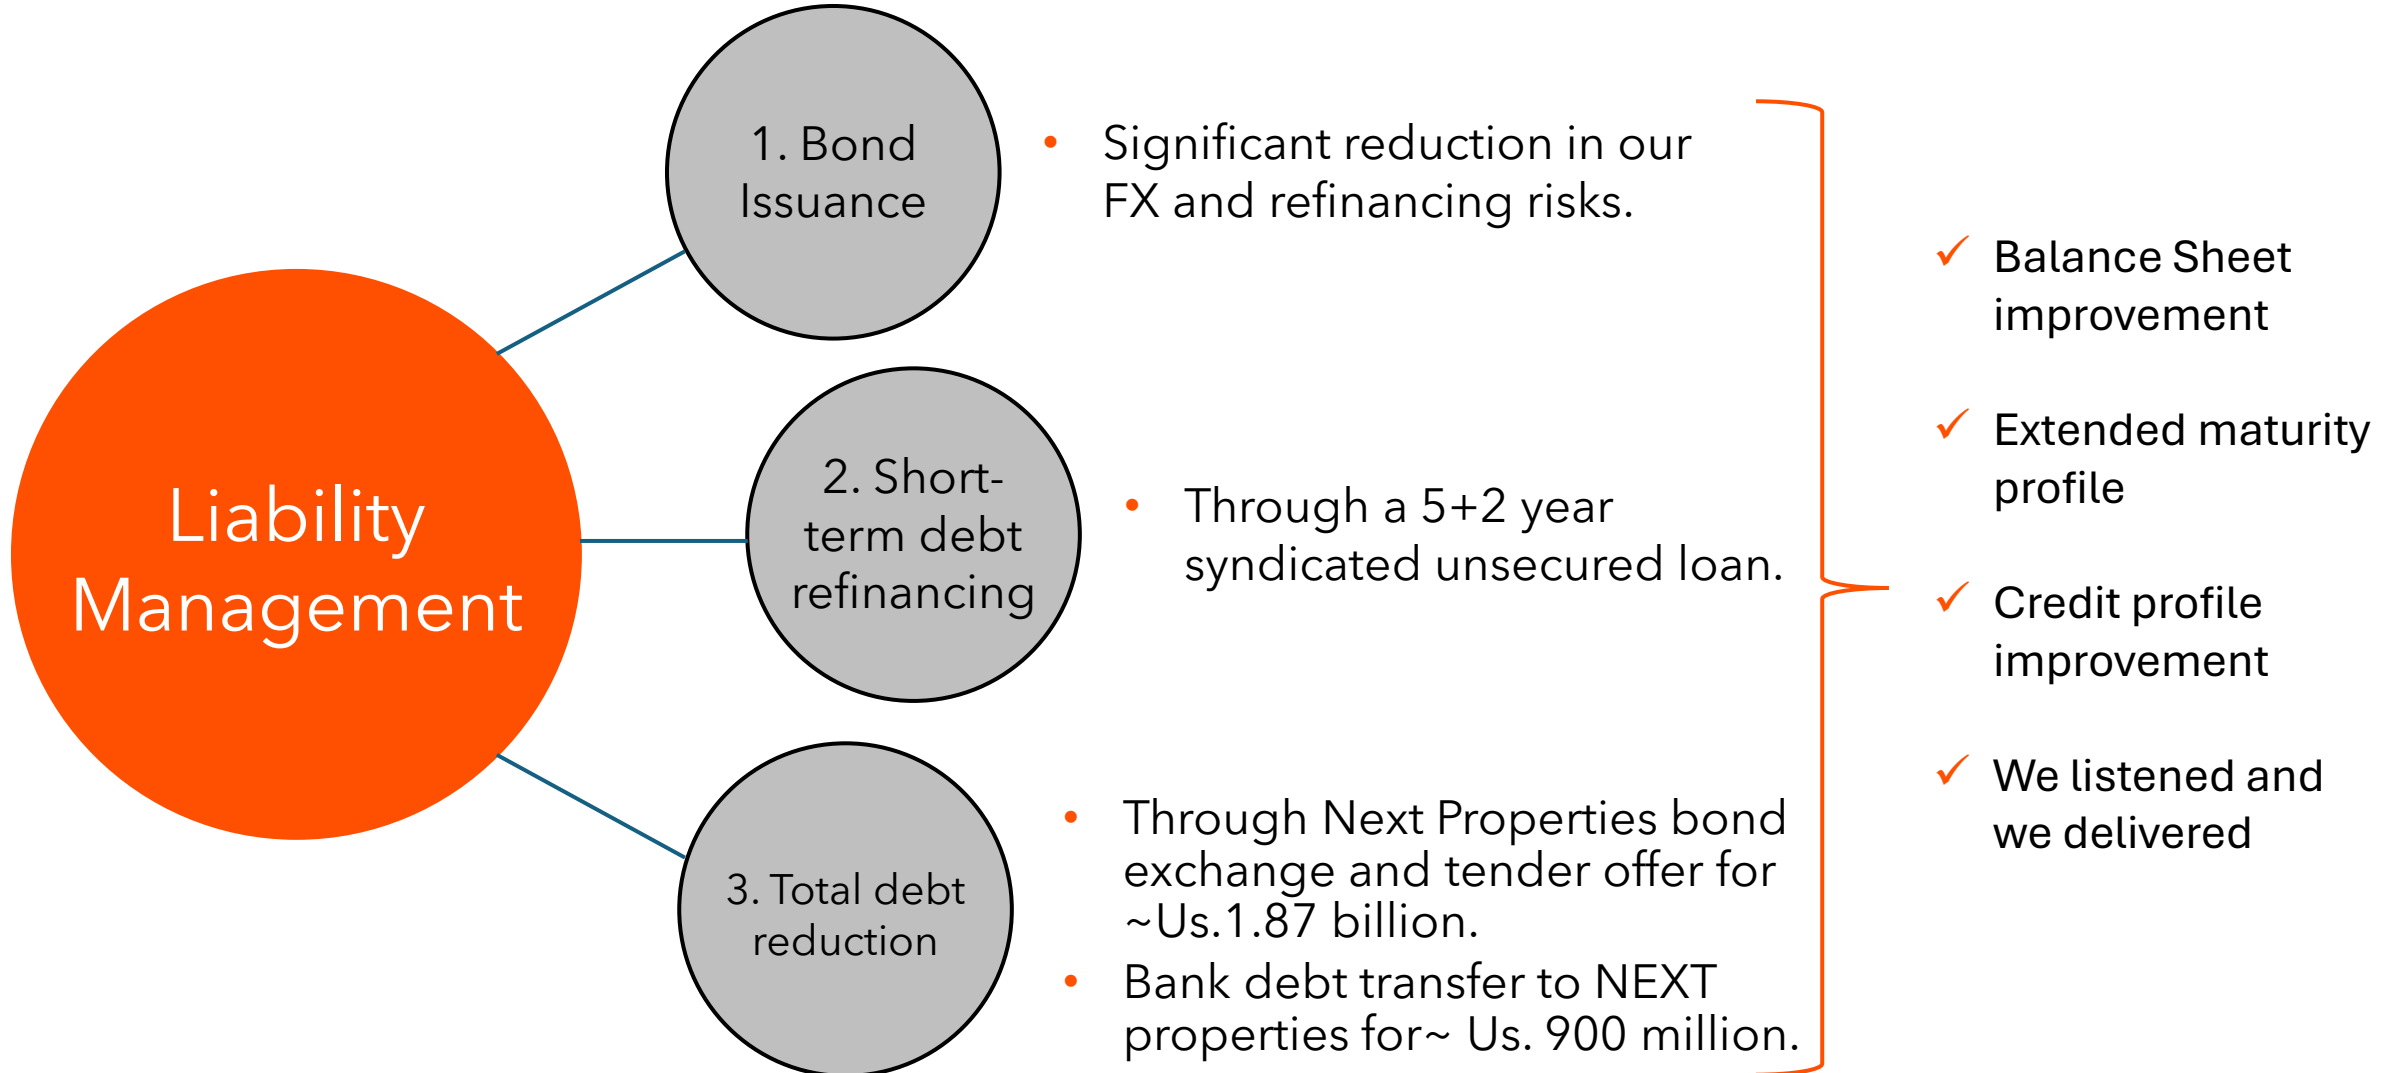 Liability
Management
1. Bond
Issuance
• Significant reduction in our
FX and refinancing risks.
2. Short-
term debt
refinancing
• Through a 5+2 year
syndicated unsecured loan.
3. Total debt
reduction
• Through Next Properties bond
exchange and tender offer for
~Us.1.87 billion.
• Bank debt transfer to NEXT
properties for~ Us. 900 million.
✓ Balance Sheet
improvement
✓ Extended maturity
profile
✓ Credit profile
improvement
✓ We listened and
we delivered